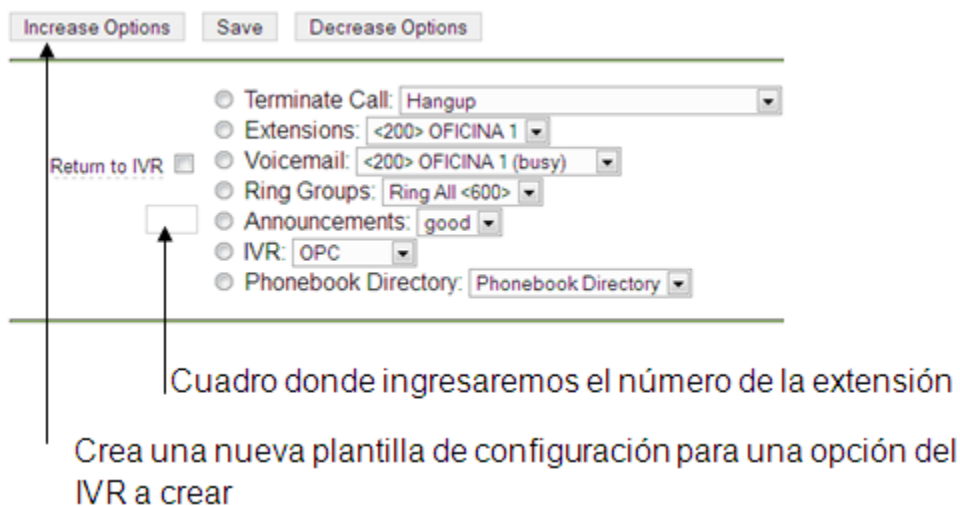 Increase Options Save Decrease Options
Terminate Call: Hangup
Extensions: <200> OFICINA 1
Return to IVR Voicemail: <200> OFICINA 1 (busy)
Ring Groups: Ring All <600>
Announcements: good
IVR: OPC
Phonebook Directory: Phonebook Directory
Cuadro donde ingresaremos el número de la extensión
Crea una nueva plantilla de configuración para una opción del
IVR a crear